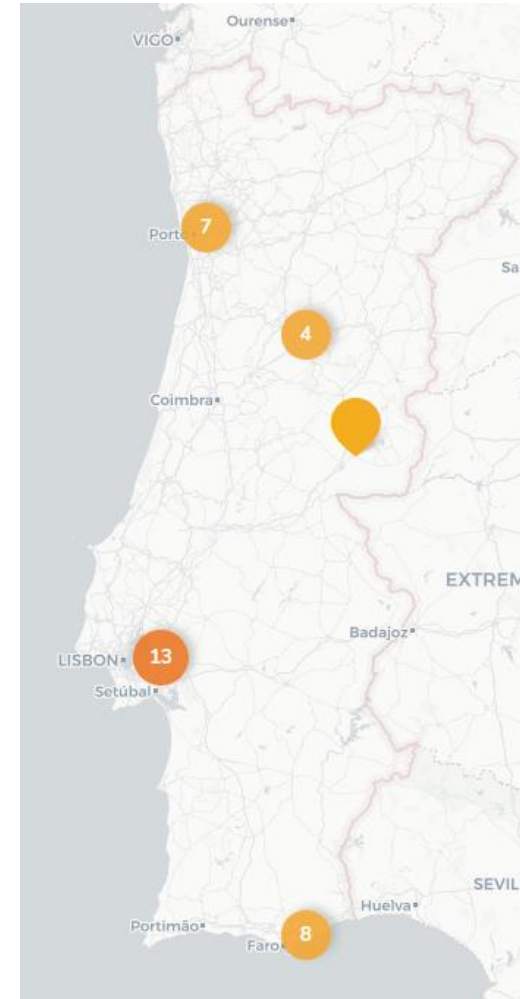 Ourense
VIGO
7
Porto
Sa
4
Coimbra
EXTREM
Badajoz
13
LISBON
Setúbal
SEVIL
Huelva
Portimão
8
Faro